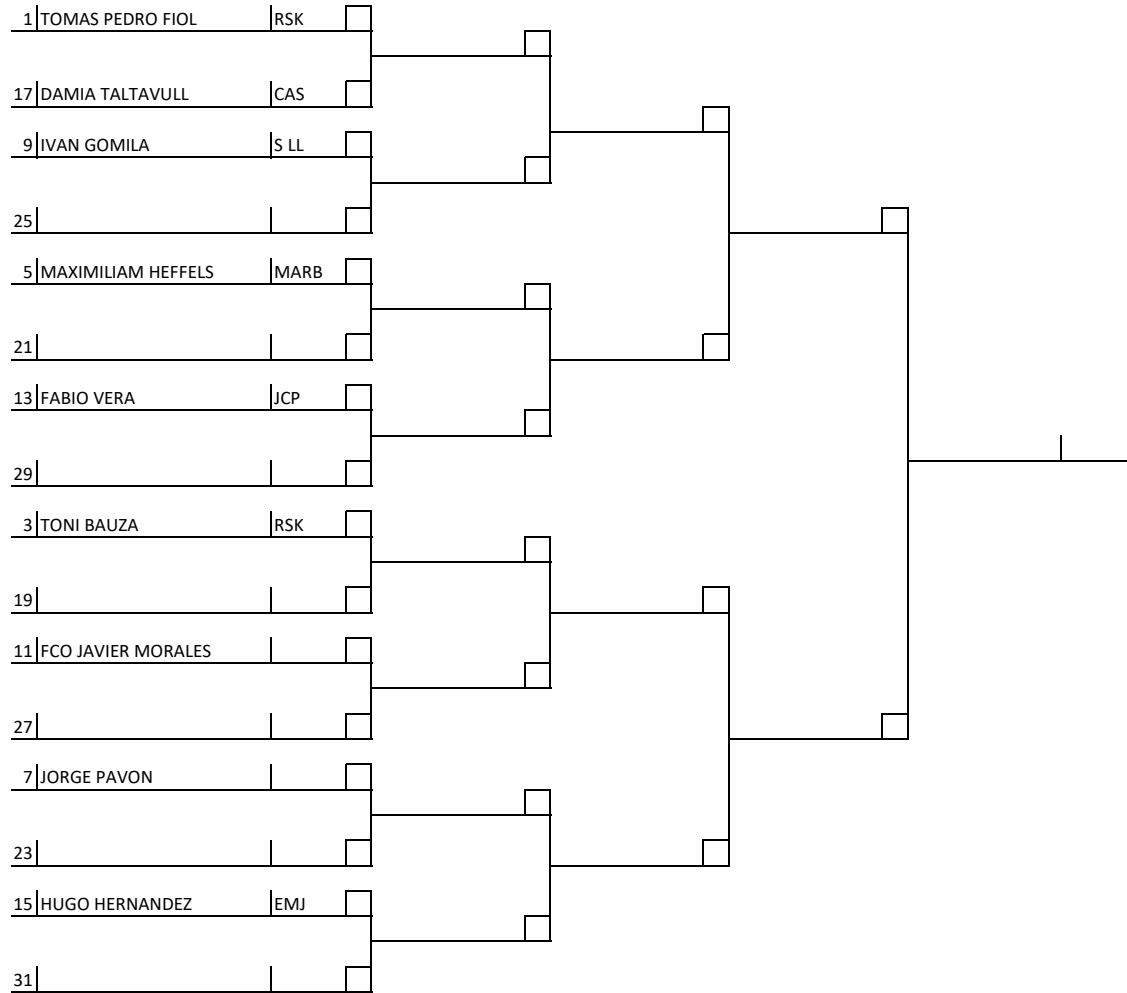 1 TOMAS PEDRO FIOL RSK
17 DAMIA TALTAVULL CAS
9 IVAN GOMILA S LL
25
5 MAXIMILIAM HEFFELS MARB
21
13 FABIO VERA JCP
29
3 TONI BAUZA RSK
19
11 FCO JAVIER MORALES
27
7 JORGE PAVON
23
15 HUGO HERNANDEZ EMJ
31